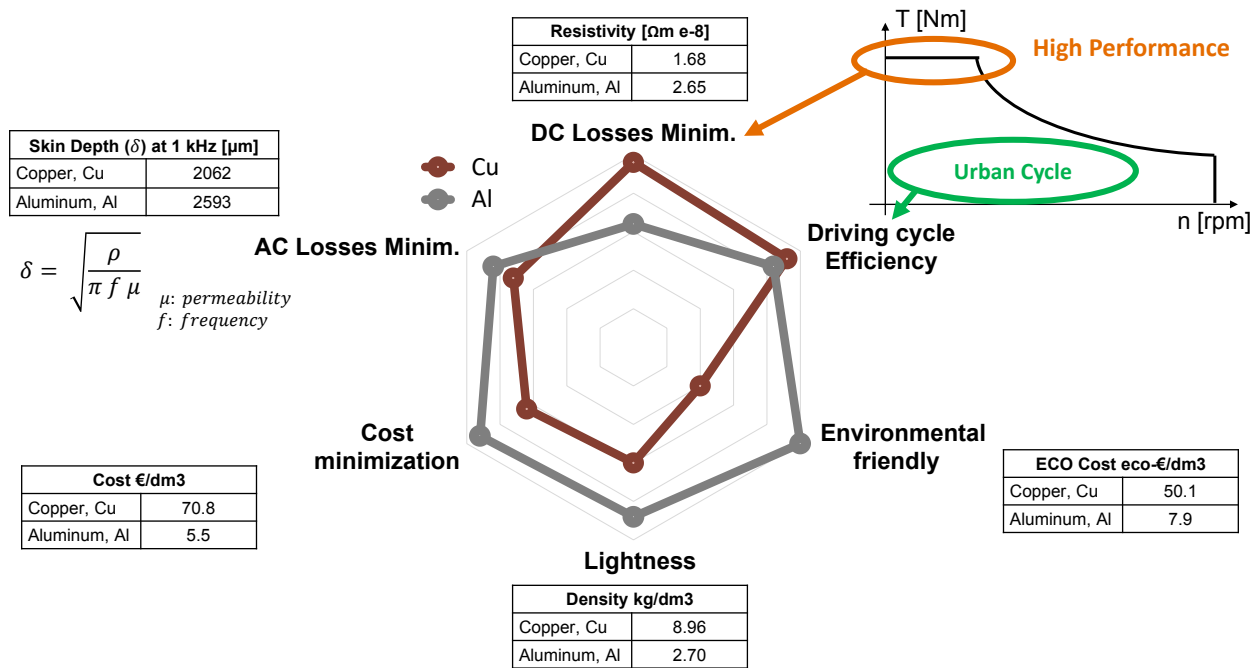 Resistivity [Ωm e-8]
Copper, Cu 1.68
Aluminum, Al 2.65
T [Nm]
High Performance
Urban Cycle
n [rpm]
DC Losses Minim.
Skin Depth (δ) at 1 kHz [µm]
Copper, Cu 2062
Aluminum, Al 2593
Cu
Al
AC Losses Minim.
Driving cycle
Efficiency
δ = √(ρ / (π f μ))
μ: permeability
f: frequency
Cost
minimization
Environmental
friendly
Cost €/dm3
Copper, Cu 70.8
Aluminum, Al 5.5
ECO Cost eco-€/dm3
Copper, Cu 50.1
Aluminum, Al 7.9
Lightness
Density kg/dm3
Copper, Cu 8.96
Aluminum, Al 2.70